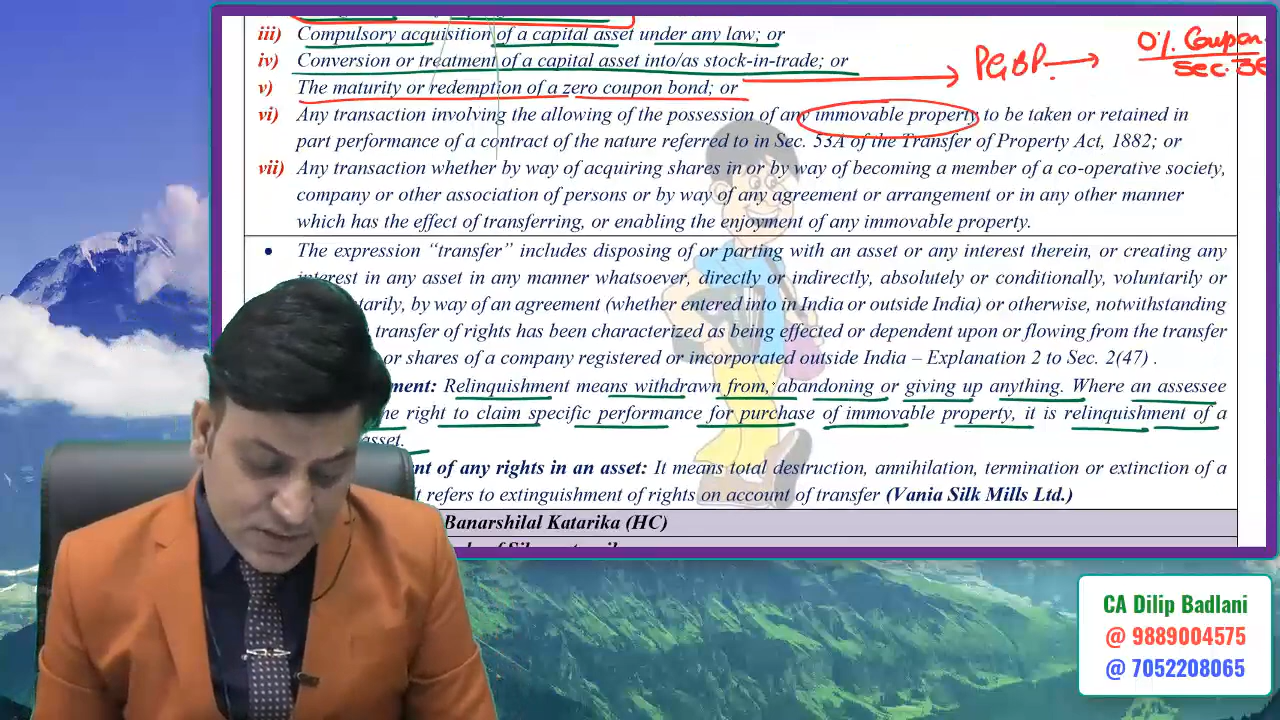 iii) Compulsory acquisition of a capital asset under any law; or
iv) Conversion or treatment of a capital asset into/as stock-in-trade; or
v) The maturity or redemption of a zero coupon bond; or
PGBP
0% Coupon
Sec. 36
vi) Any transaction involving the allowing of the possession of any immovable property to be taken or retained in
part performance of a contract of the nature referred to in Sec. 53A of the Transfer of Property Act, 1882; or
vii) Any transaction whether by way of acquiring shares in or by way of becoming a member of a co-operative society,
company or other association of persons or by way of any agreement or arrangement or in any other manner
which has the effect of transferring, or enabling the enjoyment of any immovable property.
• The expression “transfer” includes disposing of or parting with an asset or any interest therein, or creating any
interest in any asset in any manner whatsoever, directly or indirectly, absolutely or conditionally, voluntarily or
by way of an agreement (whether entered into in India or outside India) or otherwise, notwithstanding
transfer of rights has been characterized as being effected or dependent upon or flowing from the transfer
or shares of a company registered or incorporated outside India – Explanation 2 to Sec. 2(47) .
Relinquishment means withdrawn from, abandoning or giving up anything. Where an assessee
right to claim specific performance for purchase of immovable property, it is relinquishment of a
asset.
of any rights in an asset: It means total destruction, annihilation, termination or extinction of a
refers to extinguishment of rights on account of transfer (Vania Silk Mills Ltd.)
Banarshilal Katarika (HC)
CA Dilip Badlani
@ 9889004575
@ 7052208065